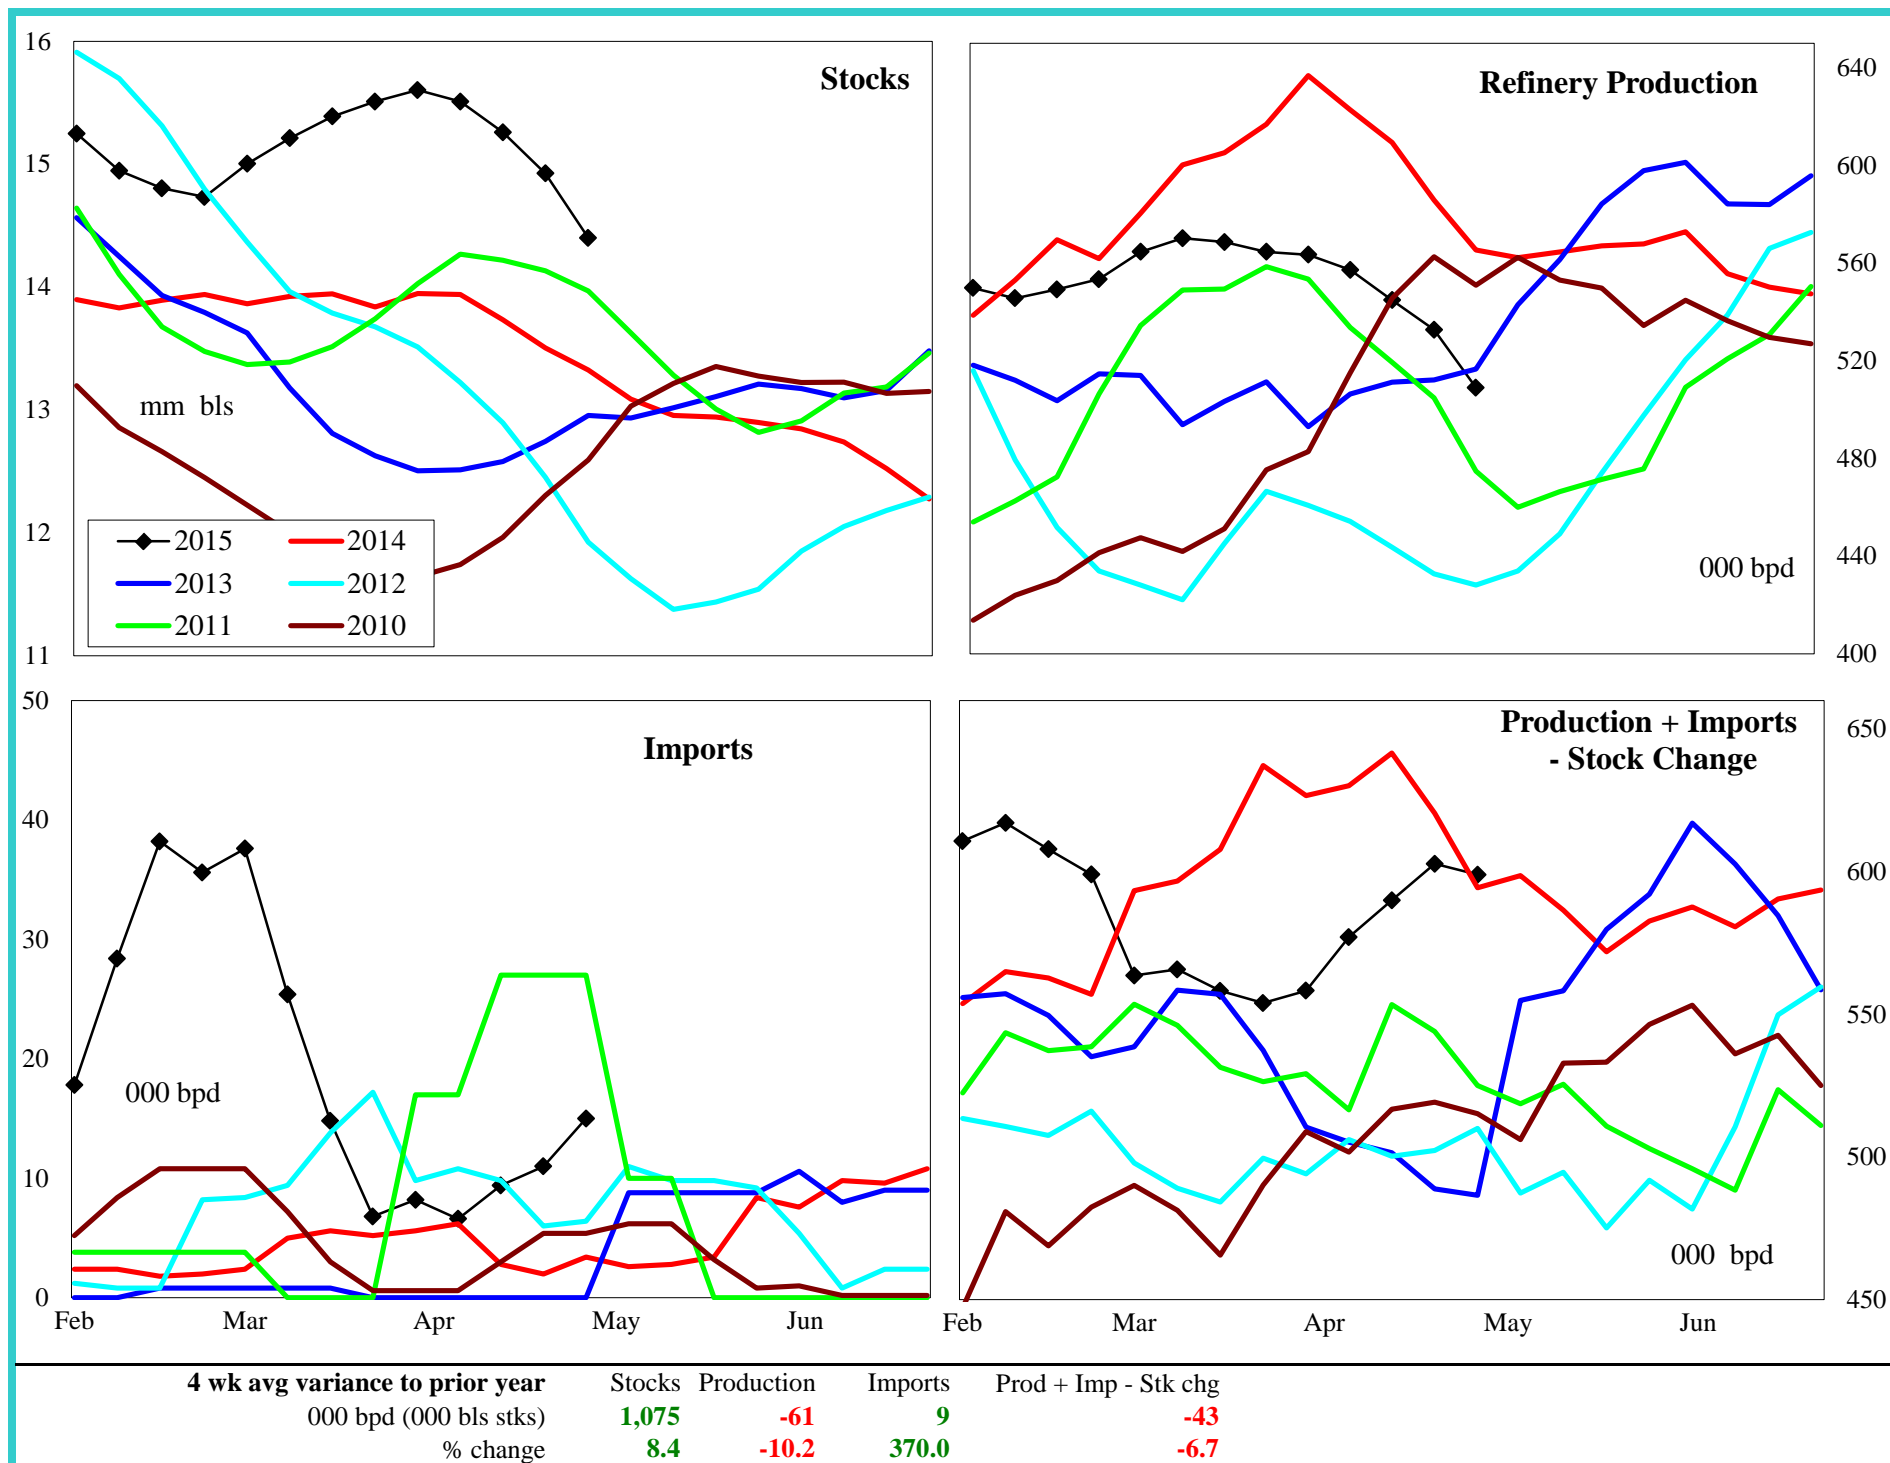 Stocks
16
15
14
13
12
11
mm bls
2015 2014
2013 2012
2011 2010
Refinery Production
640
600
560
520
480
440
400
000 bpd
Imports
50
40
30
20
10
0
000 bpd
Feb Mar Apr May Jun
Production + Imports
- Stock Change
650
600
550
500
450
000 bpd
Feb Mar Apr May Jun
4 wk avg variance to prior year Stocks Production Imports Prod + Imp - Stk chg
000 bpd (000 bls stks) 1,075 -61 9 -43
% change 8.4 -10.2 370.0 -6.7